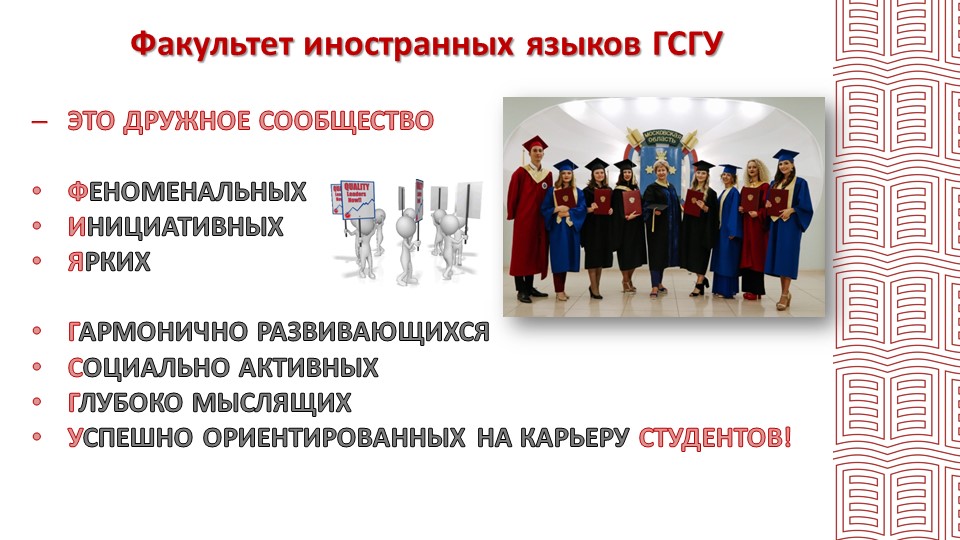 Факультет иностранных языков ГСГУ
– ЭТО ДРУЖНОЕ СООБЩЕСТВО
• ФЕНОМЕНАЛЬНЫХ
• ИНИЦИАТИВНЫХ
• ЯРКИХ
QUALITY
Leaders
Now!!
МОСКОВСКАЯ
ОБЛАСТЬ
• ГАРМОНИЧНО РАЗВИВАЮЩИХСЯ
• СОЦИАЛЬНО АКТИВНЫХ
• ГЛУБОКО МЫСЛЯЩИХ
• УСПЕШНО ОРИЕНТИРОВАННЫХ НА КАРЬЕРУ СТУДЕНТОВ!